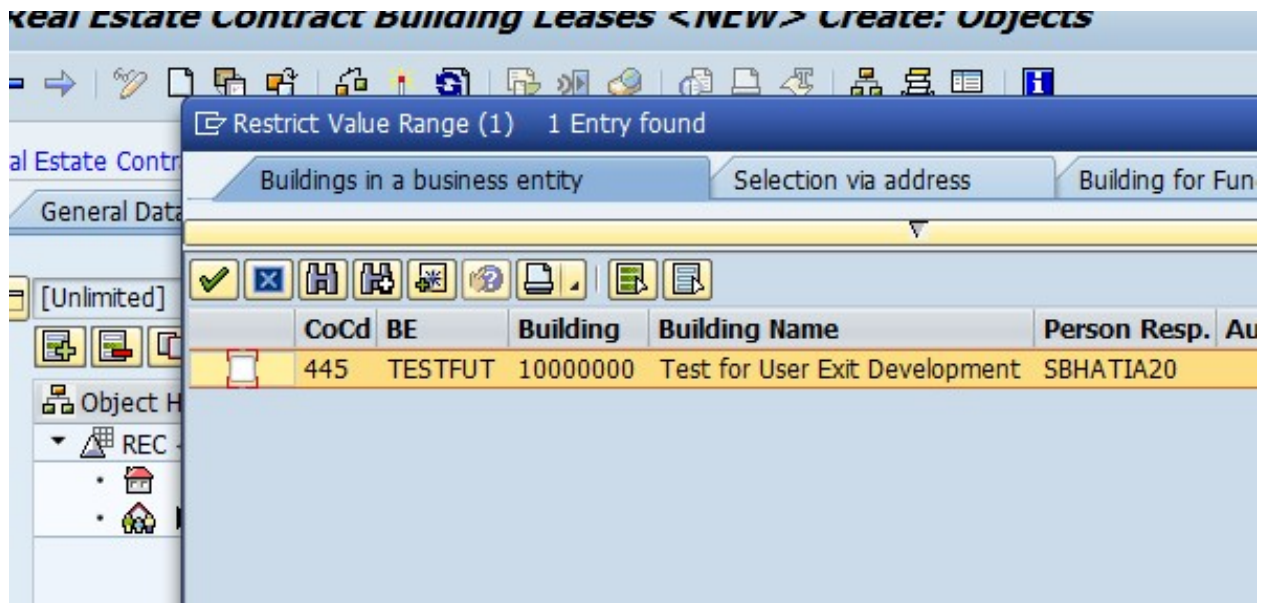 Real Estate Contract Building Leases <NEW> Create: Objects
Restrict Value Range (1) 1 Entry found
al Estate Contr
Buildings in a business entity Selection via address Building for Fun
General Data
[Unlimited]
CoCd BE Building Building Name Person Resp. Au
445 TESTFUT 10000000 Test for User Exit Development SBHATIA20
Object H
REC -